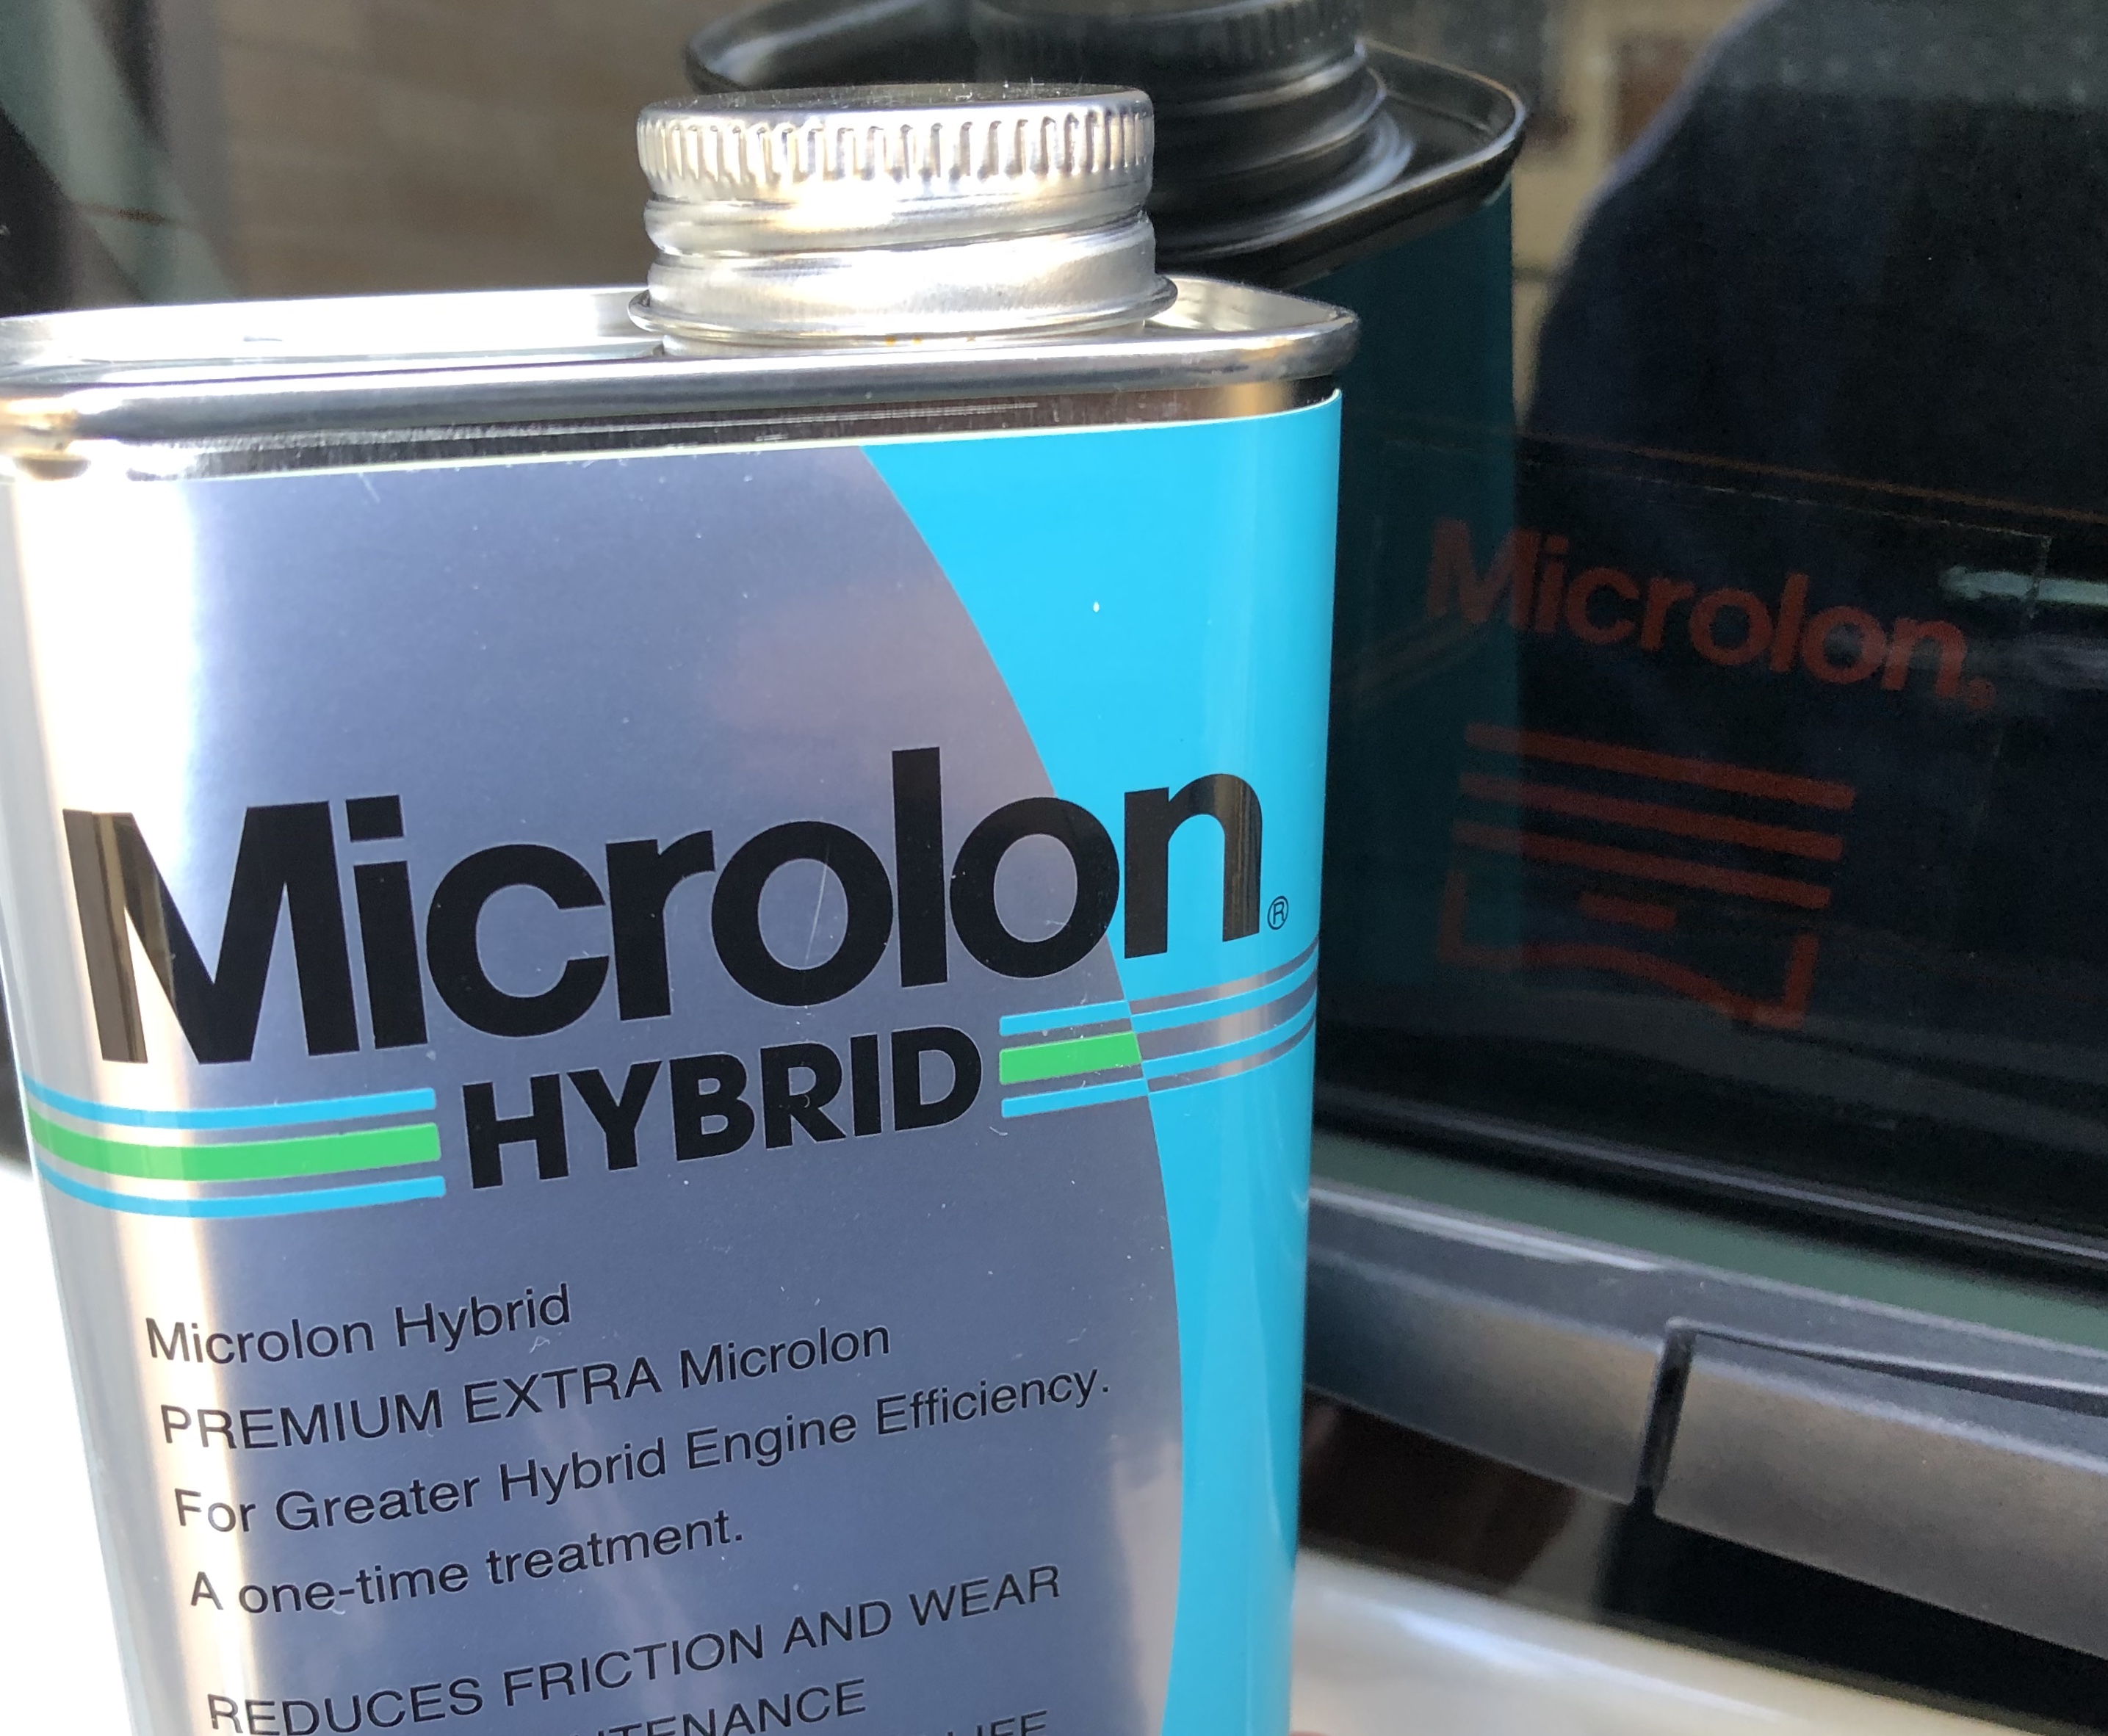 Microlon®
HYBRID
Microlon Hybrid
PREMIUM EXTRA Microlon
For Greater Hybrid Engine Efficiency.
A one-time treatment.
REDUCES FRICTION AND WEAR
LIFE
Microlon®